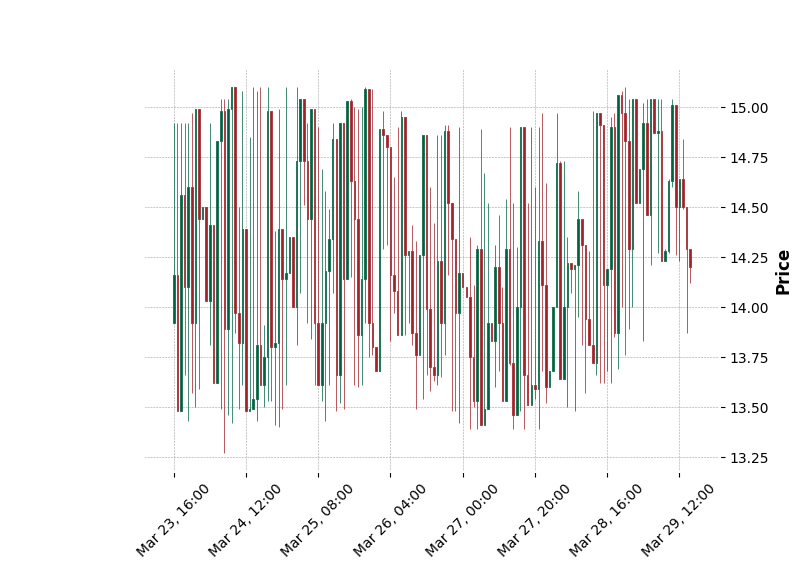 15.00
14.75
14.50
14.25
14.00
13.75
13.50
13.25
Price
Mar 23, 16:00
Mar 24, 12:00
Mar 25, 08:00
Mar 26, 04:00
Mar 27, 00:00
Mar 27, 20:00
Mar 28, 16:00
Mar 29, 12:00